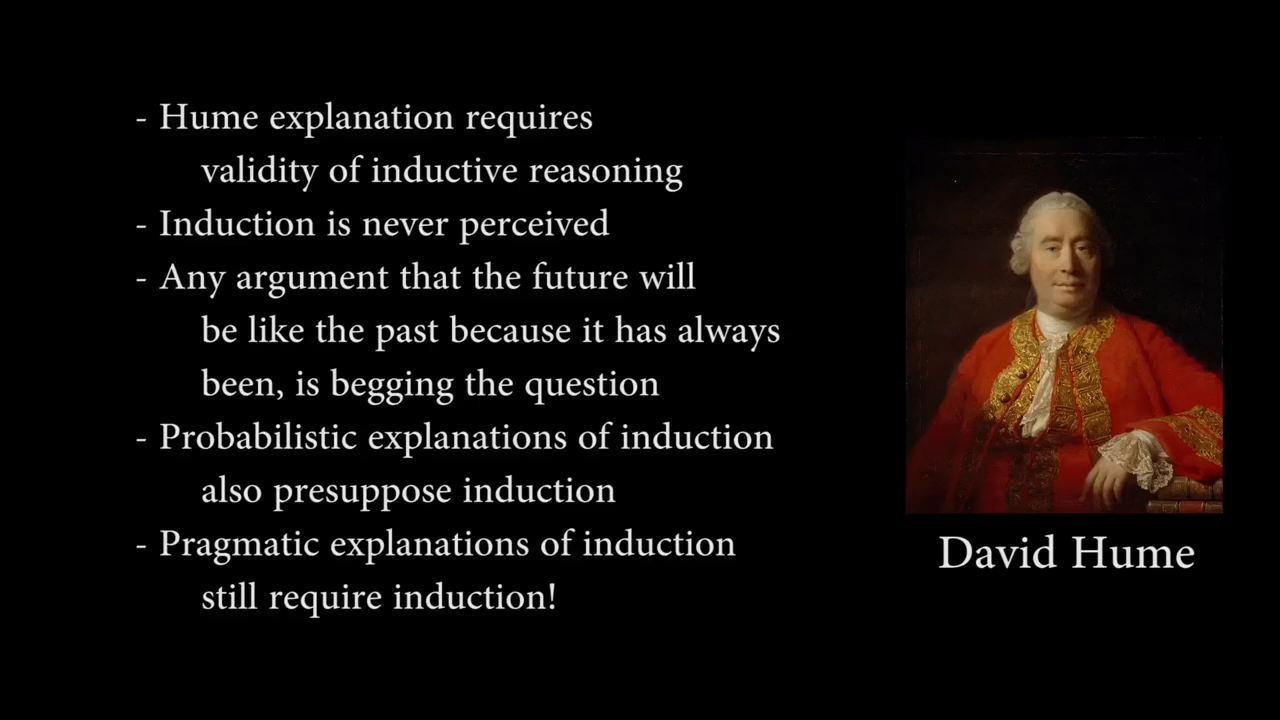 - Hume explanation requires
validity of inductive reasoning
- Induction is never perceived
- Any argument that the future will
be like the past because it has always
been, is begging the question
- Probabilistic explanations of induction
also presuppose induction
- Pragmatic explanations of induction
still require induction!
David Hume